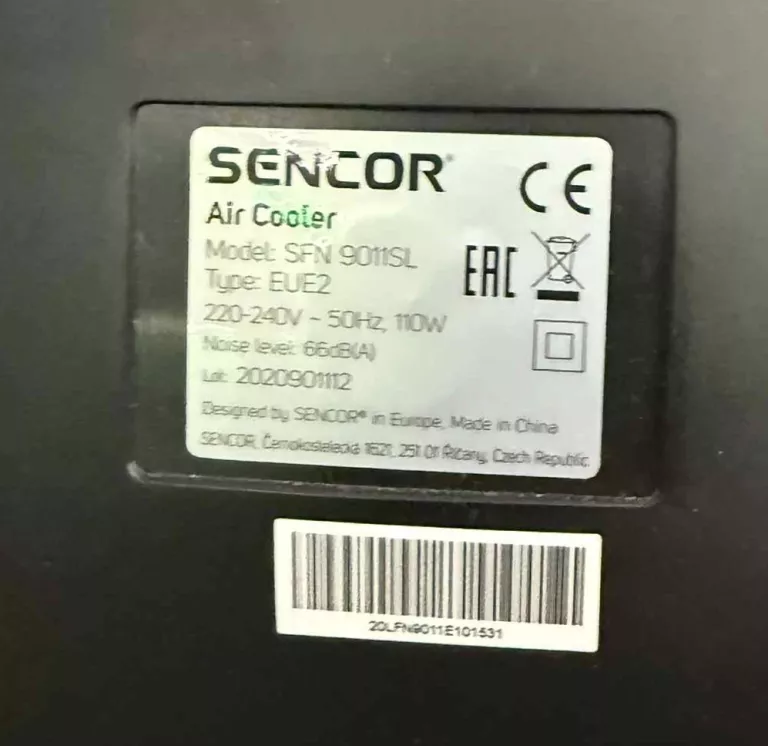 SENCOR®
CE
Air Cooler
Model: SFN 9011SL
EAC
Type: EUE2
220-240V ~ 50Hz, 110W
Noise level: 66dB(A)
Lot: 2020901112
Designed by SENCOR® in Europe, Made in China
SENCOR, Černokostelecká 1621, 251 01 Říčany, Czech Republic
20LFN9011E101531